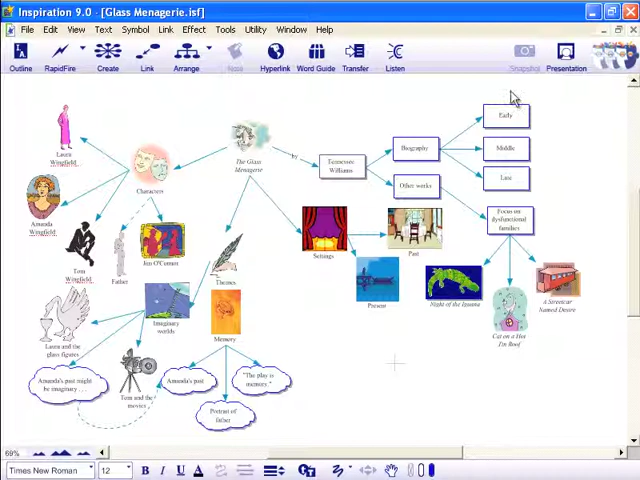 Inspiration 9.0 - [Glass Menagerie.isf]
File Edit View Text Symbol Link Effect Tools Utility Window Help
Outline RapidFire Create Link Arrange Note Hyperlink Word Guide Transfer Listen Snapshot Presentation
Laura
Wingfield
Characters
Amanda
Wingfield
Tom
Wingfield
Father
Jim O'Connor
The Glass
Menagerie
by
Tennessee
Williams
Biography
Other works
Early
Middle
Late
Focus on
dysfunctional
families
Night of the Iguana
Cat on a Hot
Tin Roof
A Streetcar
Named Desire
Settings
Past
Present
Themes
Imaginary
worlds
Memory
Laura and the
glass figures
Amanda's past might
be imaginary . . .
Tom and the
movies
Amanda's past
"The play is
memory."
Portrait of
father
69%
Times New Roman 12 B I U A